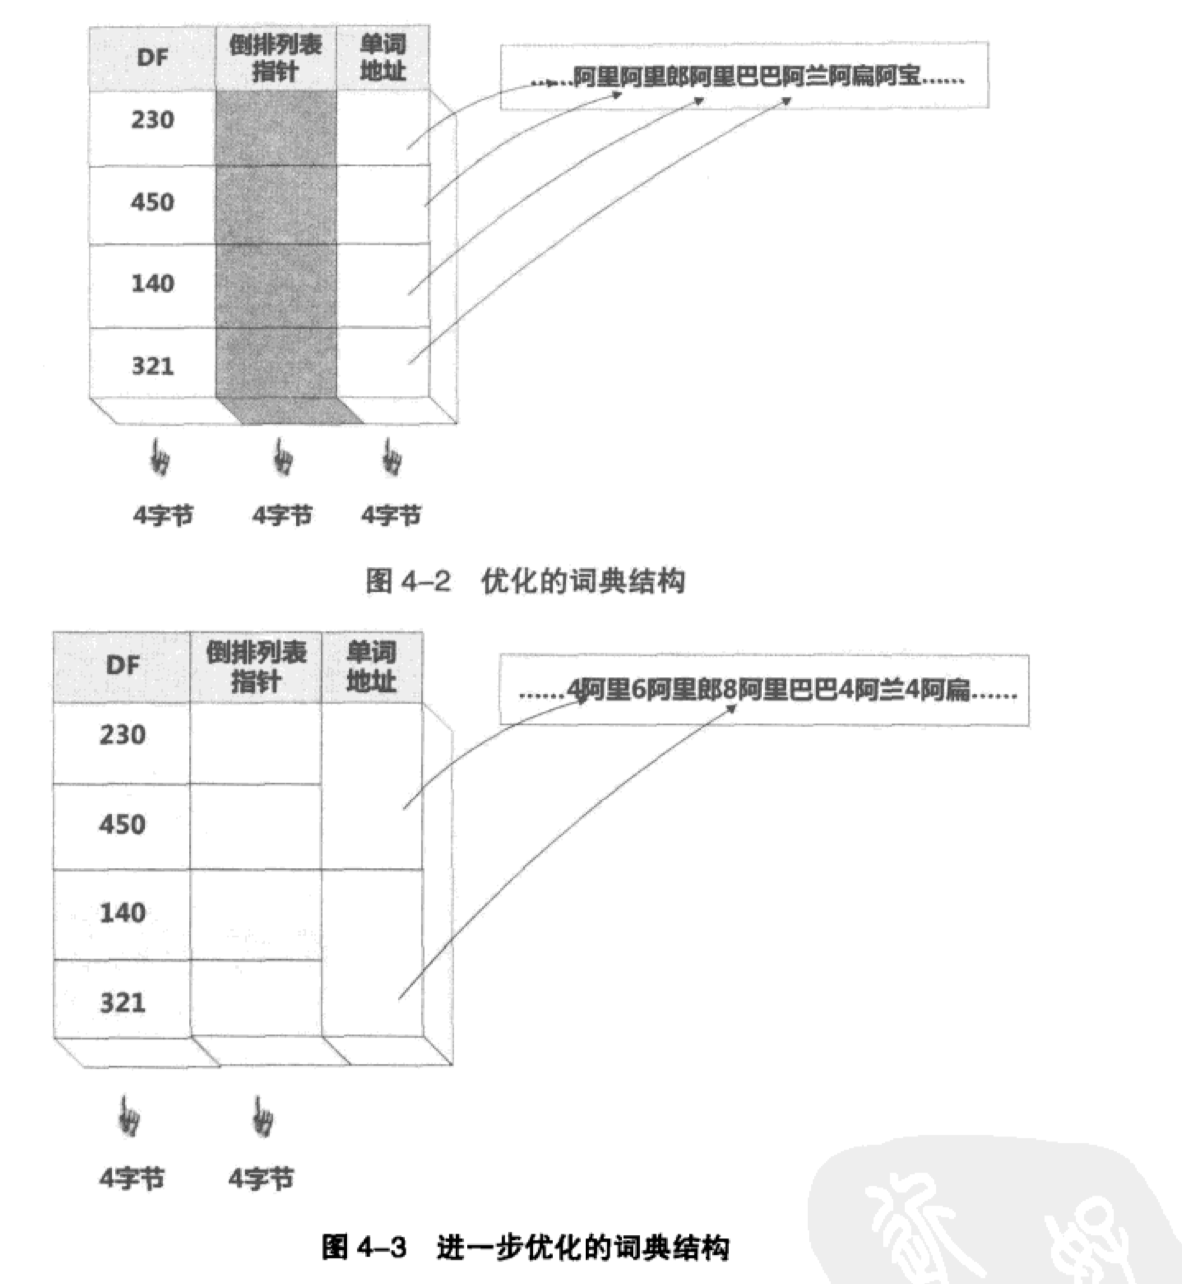 DF 倒排列表 单词
指针 地址
……阿里阿里郎阿里巴巴阿兰阿扁阿宝……
230
450
140
321
4字节 4字节 4字节
图 4-2 优化的词典结构
DF 倒排列表 单词
指针 地址
……4阿里6阿里郎8阿里巴巴4阿兰4阿扁……
230
450
140
321
4字节 4字节
图 4-3 进一步优化的词典结构